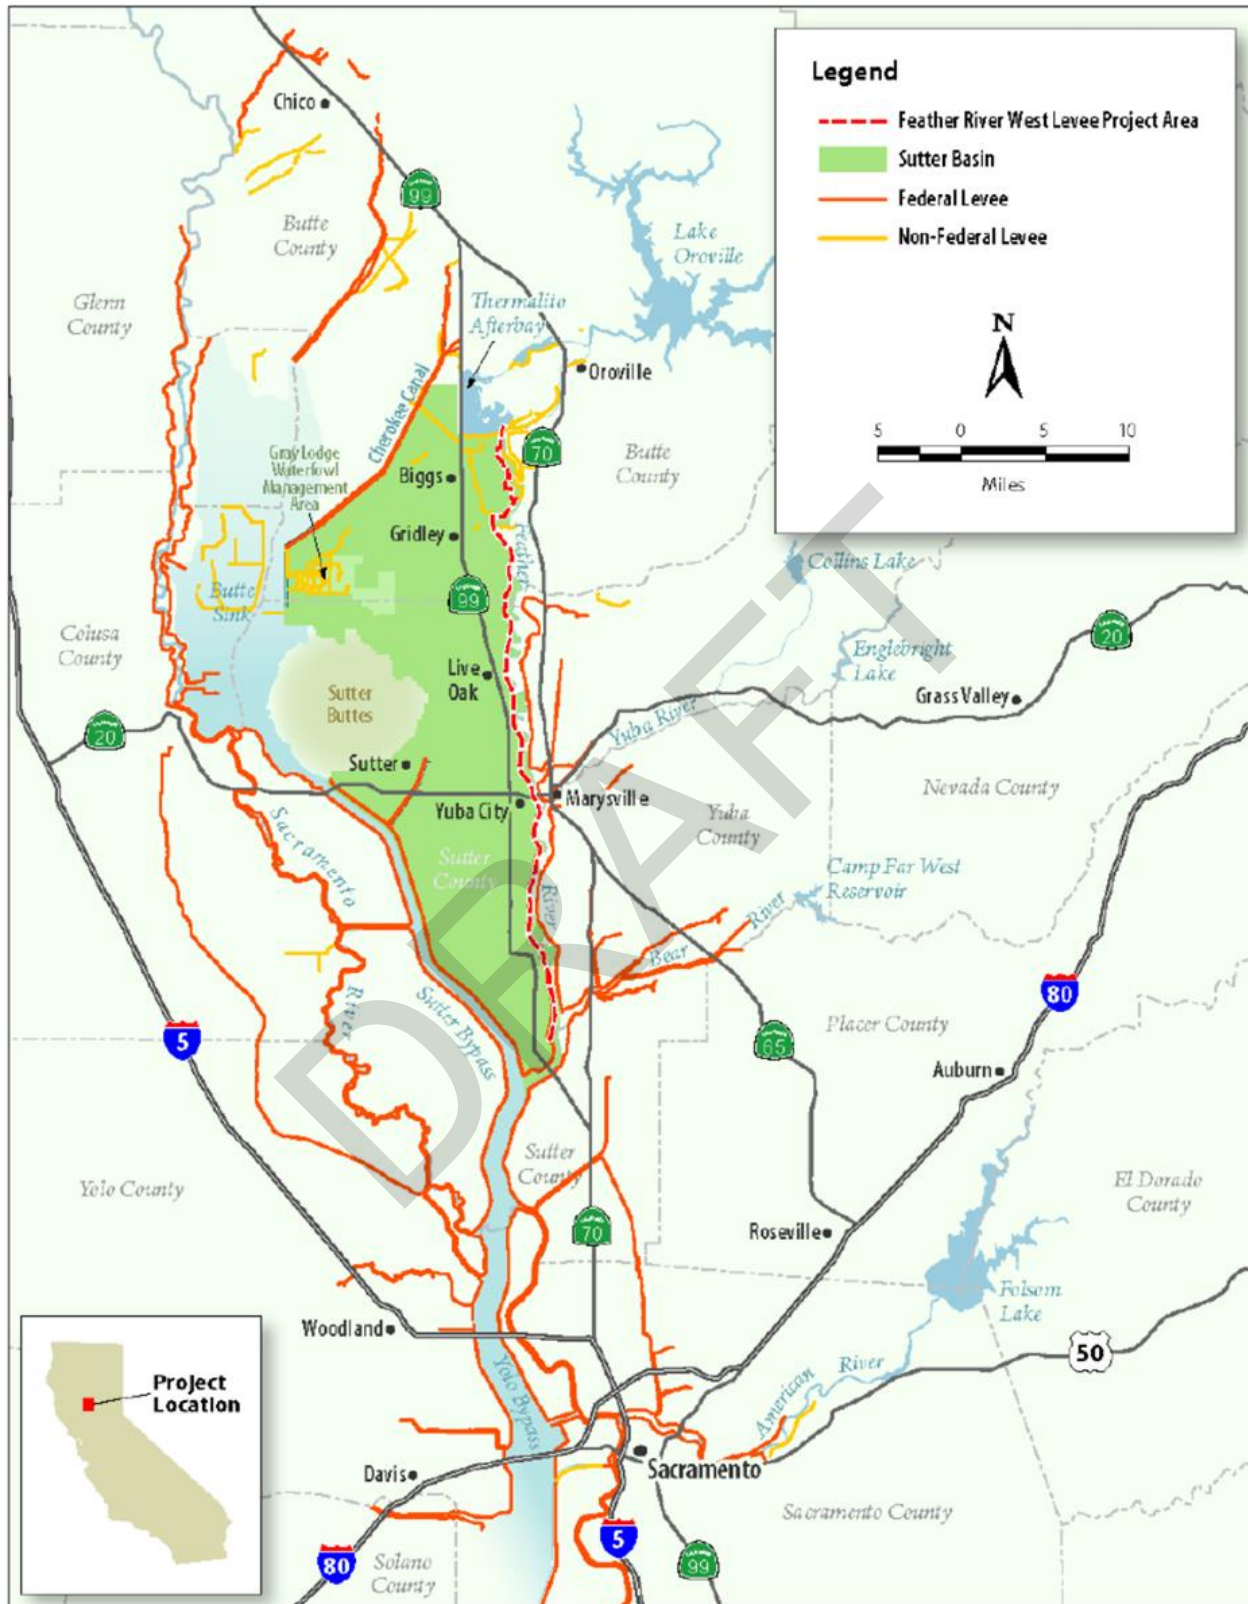 Legend
Feather River West Levee Project Area
Sutter Basin
Federal Levee
Non-Federal Levee
N
5 0 5 10
Miles
Chico
99
Butte
County
Lake
Oroville
Glenn
County
Thermalito
Afterbay
Oroville
Cherokee Canal
70
Butte
County
Gray Lodge
Waterfowl
Management
Area
Biggs
Gridley
Feather
Collins Lake
Butte
Sink
99
20
Colusa
County
Englebright
Lake
Live
Oak
Grass Valley
Sutter
Buttes
20
Yuba River
Sutter
Nevada County
Marysville
Yuba City
Yuba
County
Sacramento
Sutter
County
Camp Far West
Reservoir
River
Bear
River
River
Sutter Bypass
80
5
65
Placer County
Auburn
DRAFT
Sutter
County
Yolo County
El Dorado
County
70
Roseville
Folsom
Lake
Woodland
50
Project
Location
Yolo Bypass
American
River
Sacramento
Davis
Sacramento County
5
80
Solano
County
99